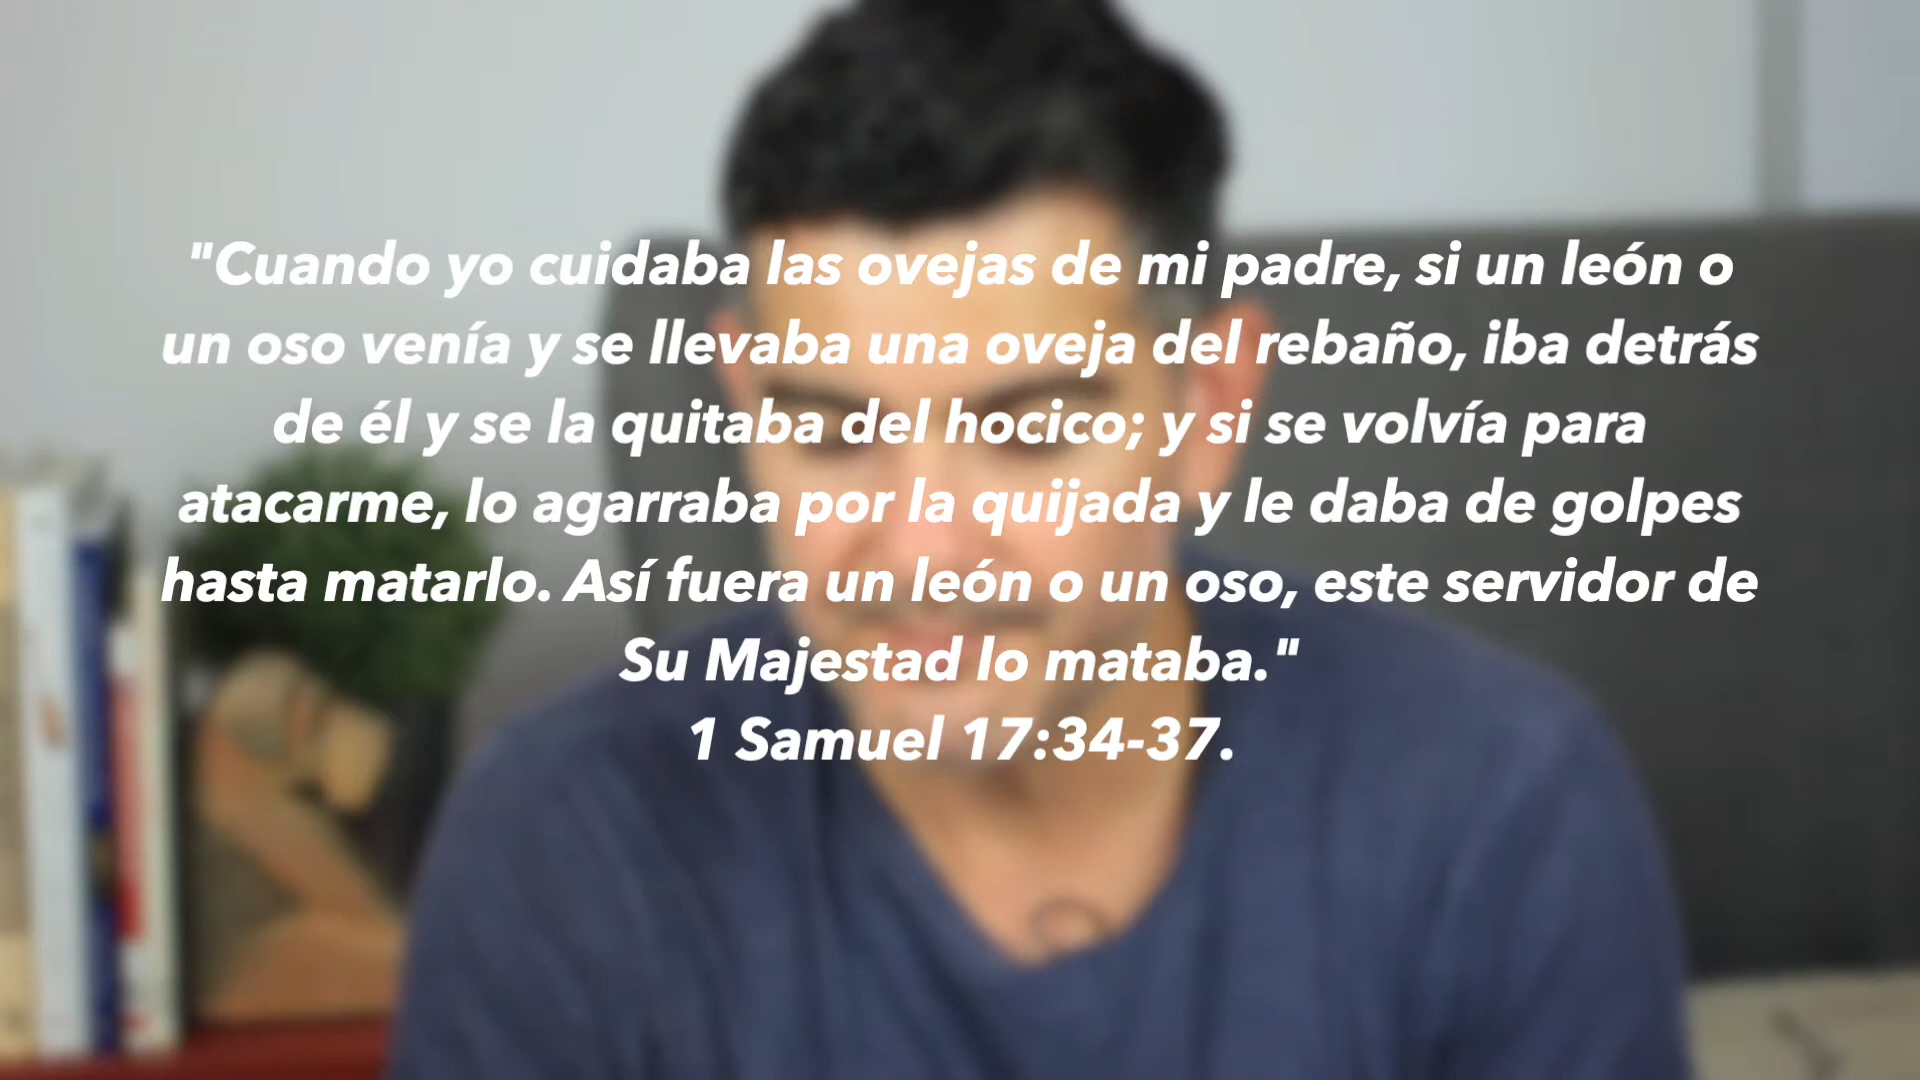 "Cuando yo cuidaba las ovejas de mi padre, si un león o
un oso venía y se llevaba una oveja del rebaño, iba detrás
de él y se la quitaba del hocico; y si se volvía para
atacarme, lo agarraba por la quijada y le daba de golpes
hasta matarlo. Así fuera un león o un oso, este servidor de
Su Majestad lo mataba."
1 Samuel 17:34-37.